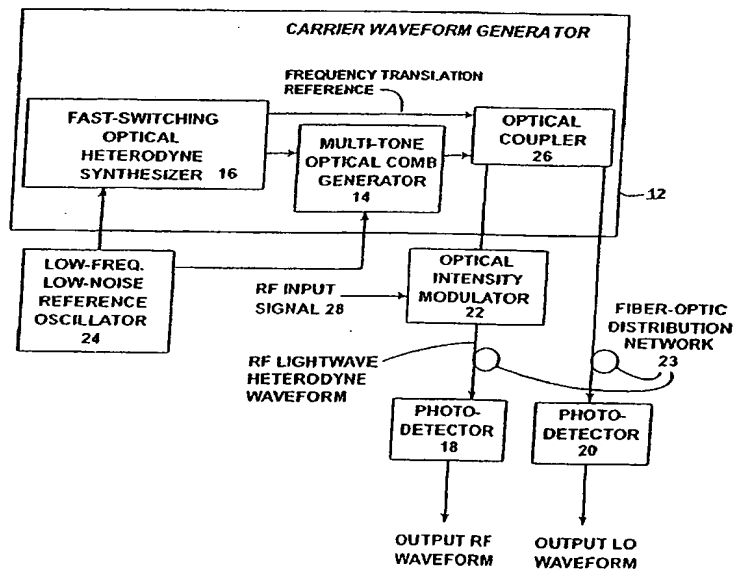 CARRIER WAVEFORM GENERATOR
FREQUENCY TRANSLATION
REFERENCE
FAST-SWITCHING
OPTICAL
HETERODYNE
SYNTHESIZER 16
MULTI-TONE
OPTICAL COMB
GENERATOR
14
OPTICAL
COUPLER
26
12
LOW-FREQ.
LOW-NOISE
REFERENCE
OSCILLATOR
24
RF INPUT
SIGNAL 28
OPTICAL
INTENSITY
MODULATOR
22
FIBER-OPTIC
DISTRIBUTION
NETWORK
23
RF LIGHTWAVE
HETERODYNE
WAVEFORM
PHOTO-
DETECTOR
18
PHOTO-
DETECTOR
20
OUTPUT RF
WAVEFORM
OUTPUT LO
WAVEFORM